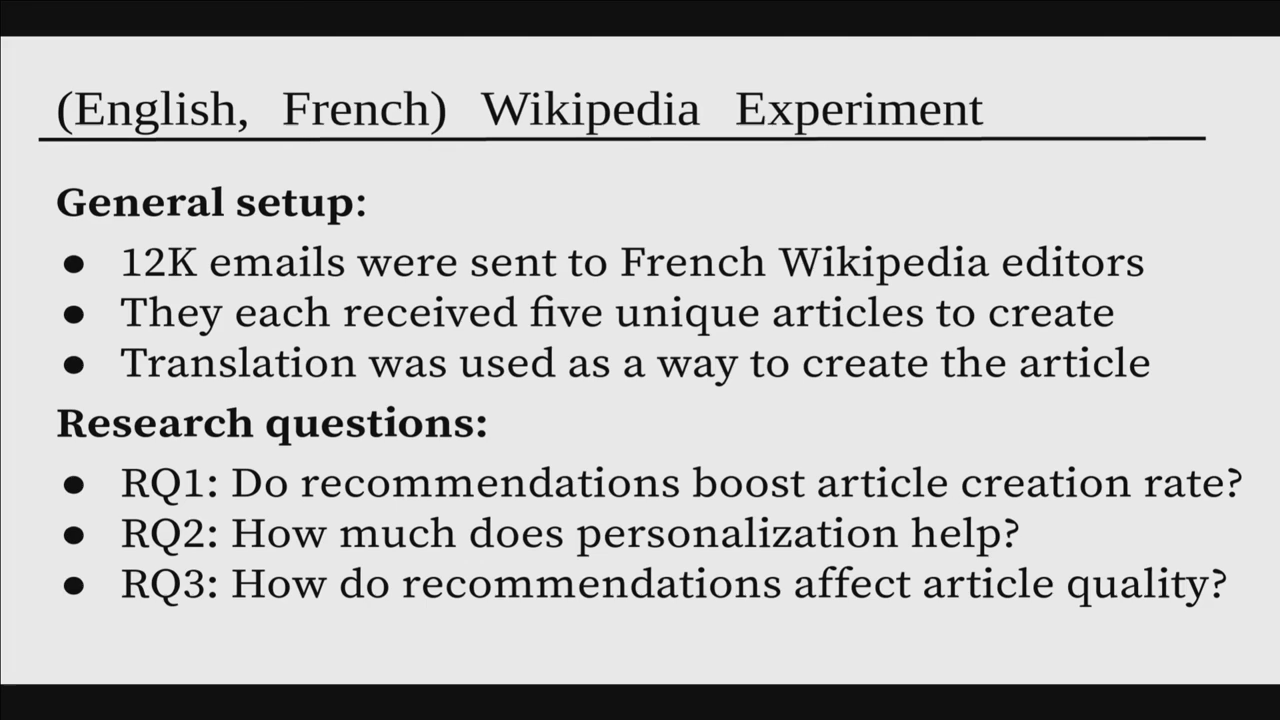 (English, French) Wikipedia Experiment
General setup:
● 12K emails were sent to French Wikipedia editors
● They each received five unique articles to create
● Translation was used as a way to create the article
Research questions:
● RQ1: Do recommendations boost article creation rate?
● RQ2: How much does personalization help?
● RQ3: How do recommendations affect article quality?